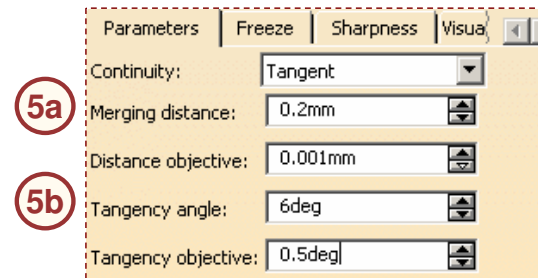 Parameters Freeze Sharpness Visua
Continuity: Tangent
5a Merging distance: 0.2mm
Distance objective: 0.001mm
5b Tangency angle: 6deg
Tangency objective: 0.5deg